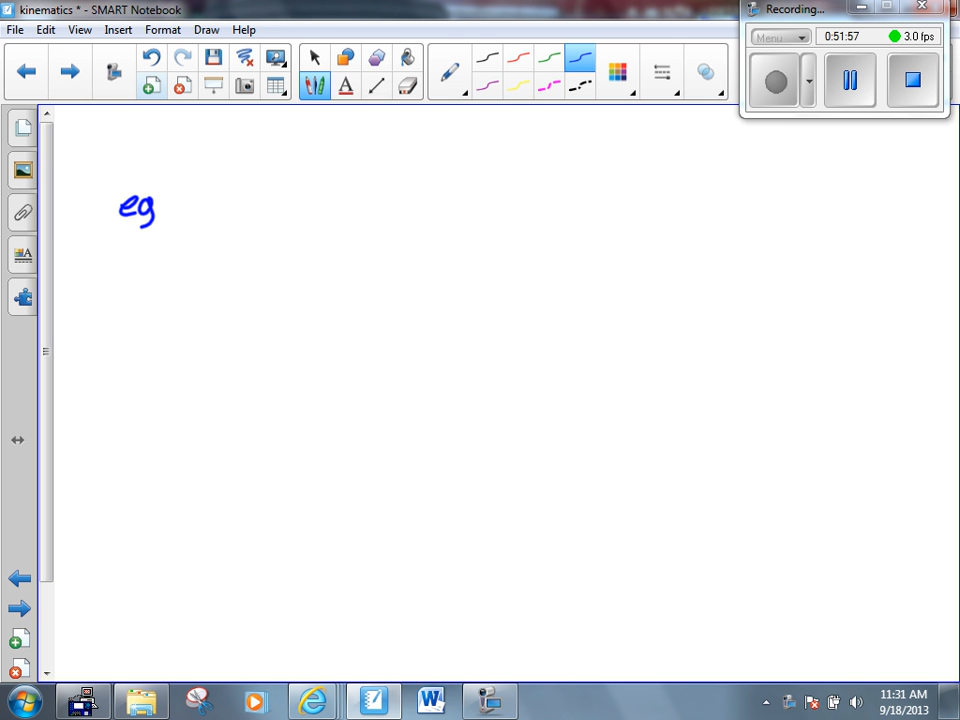 kinematics * - SMART Notebook
Recording...
File Edit View Insert Format Draw Help
Menu
0:51:57
3.0 fps
eg
11:31 AM
9/18/2013